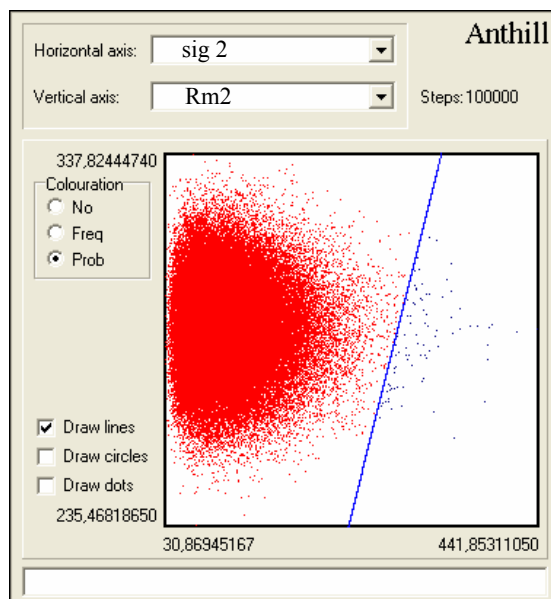 Anthill
Horizontal axis: sig 2
Vertical axis: Rm2 Steps:100000
337,82444740
Colouration
No
Freq
Prob
Draw lines
Draw circles
Draw dots
235,46818650
30,86945167 441,85311050